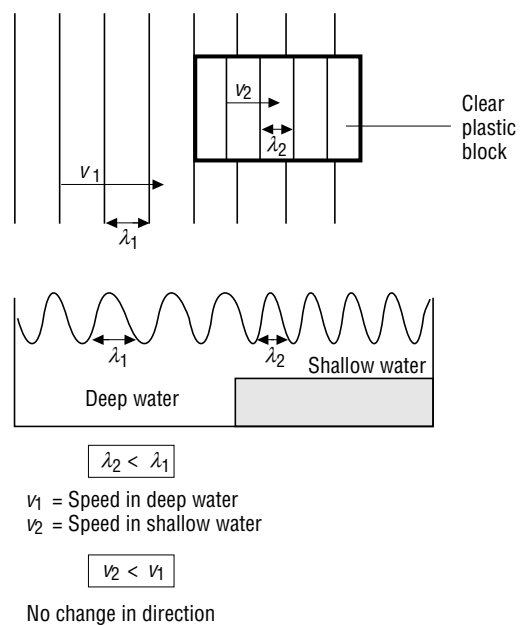 v2
λ2
Clear
plastic
block
v1
λ1
λ1
λ2
Shallow water
Deep water
λ2 < λ1
v1 = Speed in deep water
v2 = Speed in shallow water
v2 < v1
No change in direction